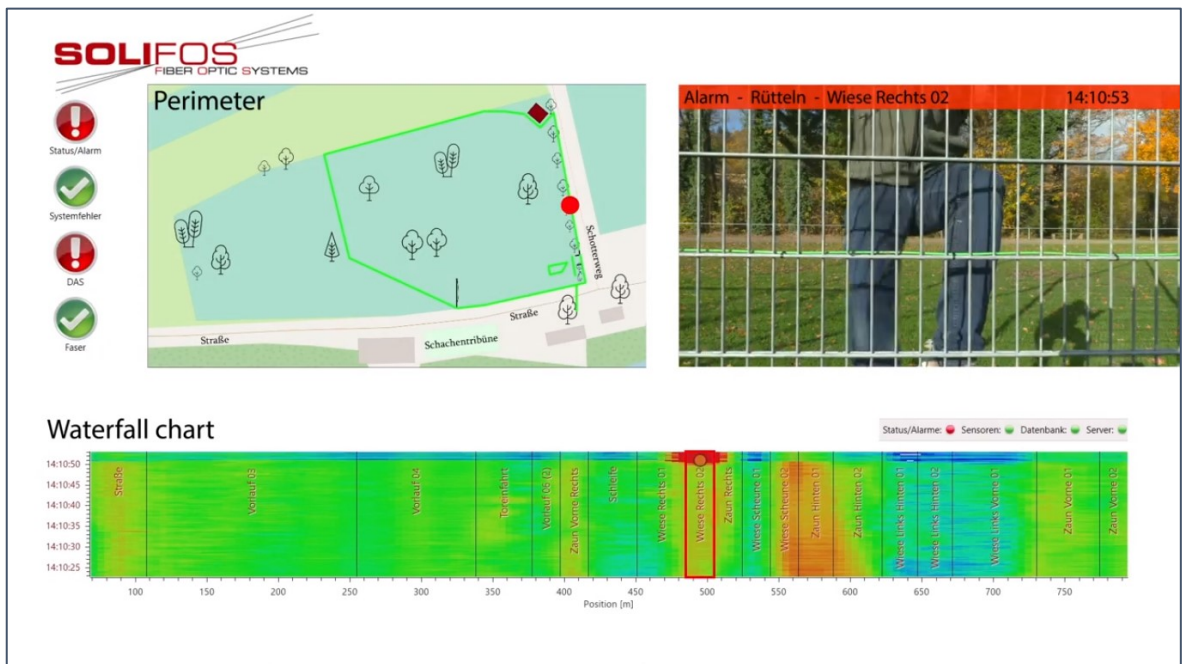 SOLIFOS
FIBER OPTIC SYSTEMS
Perimeter
Alarm - Rütteln - Wiese Rechts 02 14:10:53
Status/Alarm
Systemfehler
DAS
Faser
Schotterweg
Straße
Straße
Schachentribüne
Waterfall chart
Status/Alarme: Sensoren: Datenbank: Server:
14:10:50
14:10:45
14:10:40
14:10:35
14:10:30
14:10:25
Straße
Vorlauf 03
Vorlauf 04
Toreinfahrt
Vorlauf 06 (2)
Zaun Vorne Rechts
Schleife
Wiese Rechts 01
Wiese Rechts 02
Zaun Rechts
Wiese Scheune 01
Wiese Scheune 02
Zaun Hinten 01
Zaun Hinten 02
Wiese Links Hinten 01
Wiese Links Hinten 02
Wiese Links Vorne 01
Zaun Vorne 01
Zaun Vorne 02
100 150 200 250 300 350 400 450 500 550 600 650 700 750
Position [m]